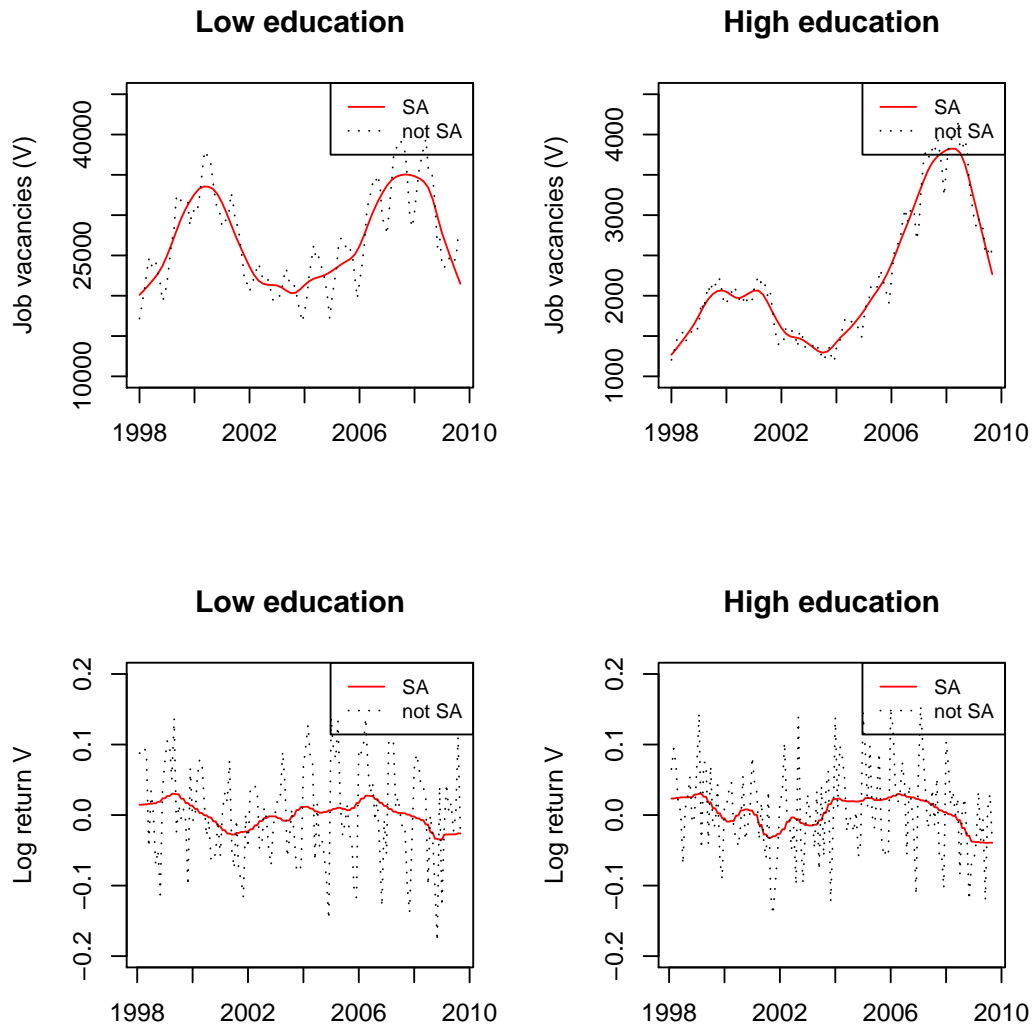 Low education
Job vacancies (V)
40000
25000
10000
SA
not SA
1998
2002
2006
2010
High education
Job vacancies (V)
4000
3000
2000
1000
SA
not SA
1998
2002
2006
2010
Low education
Log return V
0.2
0.1
0.0
−0.1
−0.2
SA
not SA
1998
2002
2006
2010
High education
Log return V
0.2
0.1
0.0
−0.1
−0.2
SA
not SA
1998
2002
2006
2010